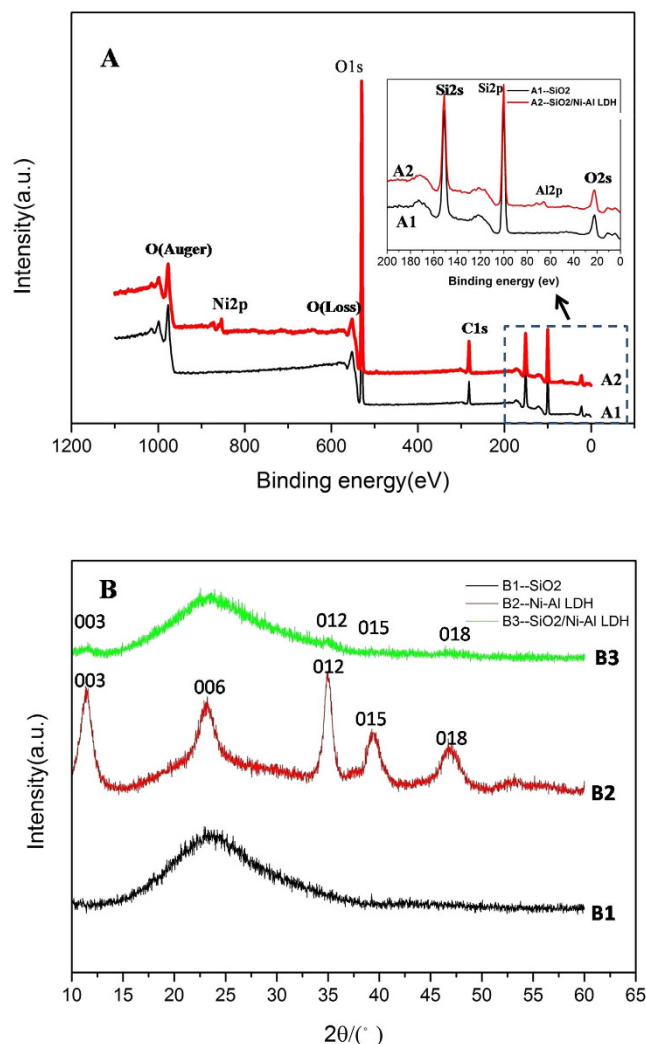 A
O1s
Si2s
Si2p
A1--SiO2
A2--SiO2/Ni-Al LDH
A2
Al2p
O2s
A1
200 180 160 140 120 100 80 60 40 20 0
Binding energy (ev)
O(Auger)
Ni2p
O(Loss)
C1s
A2
A1
Intensity(a.u.)
1200 1000 800 600 400 200 0
Binding energy(eV)
B
B1--SiO2
B2--Ni-Al LDH
B3--SiO2/Ni-Al LDH
003
012
015
018
B3
003
006
012
015
018
B2
B1
Intensity(a.u.)
10 15 20 25 30 35 40 45 50 55 60 65
2θ/(°)